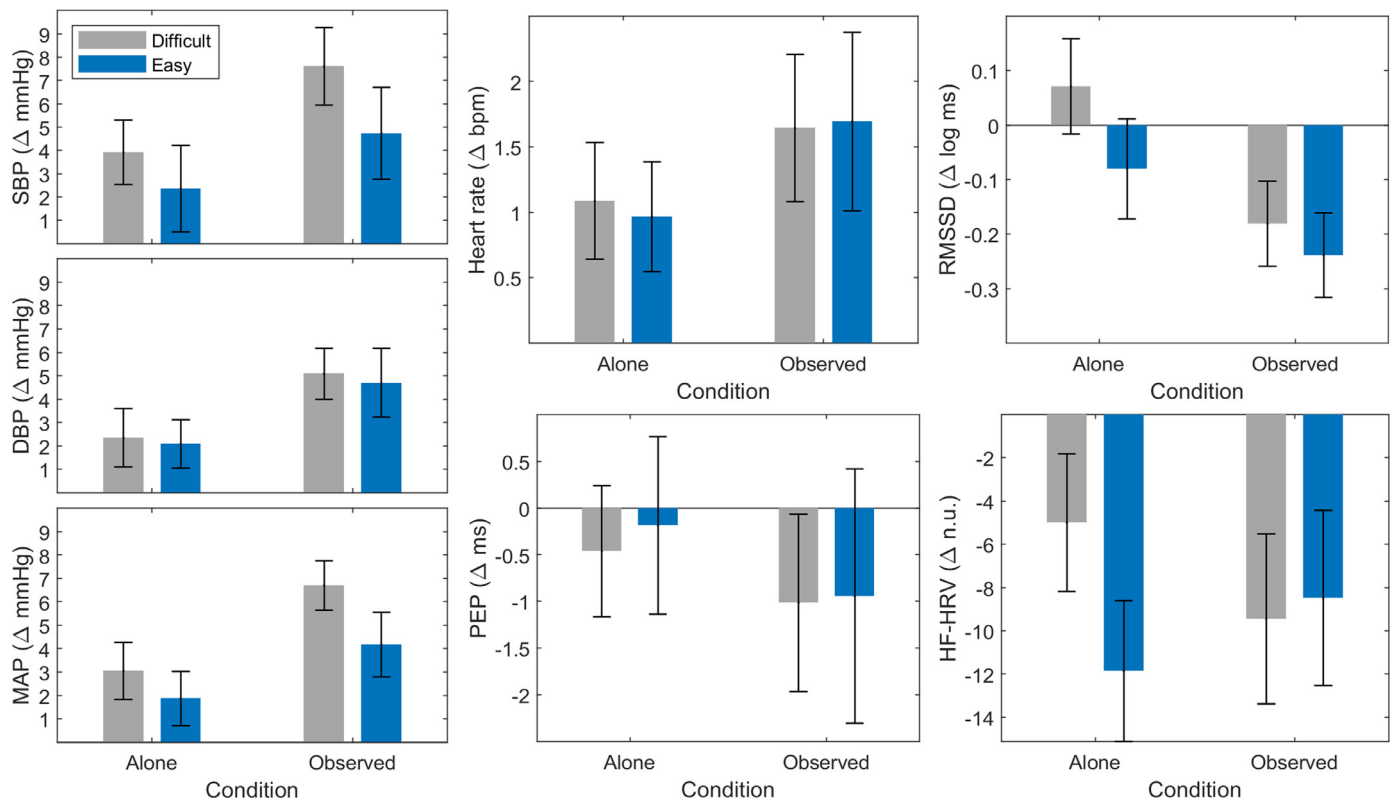 SBP (Δ mmHg)
9
8
7
6
5
4
3
2
1
Difficult
Easy
DBP (Δ mmHg)
9
8
7
6
5
4
3
2
1
MAP (Δ mmHg)
9
8
7
6
5
4
3
2
1
Alone
Observed
Condition
Heart rate (Δ bpm)
2
1.5
1
0.5
Alone
Observed
Condition
PEP (Δ ms)
0.5
0
-0.5
-1
-1.5
-2
Alone
Observed
Condition
RMSSD (Δ log ms)
0.1
0
-0.1
-0.2
-0.3
Alone
Observed
Condition
HF-HRV (Δ n.u.)
-2
-4
-6
-8
-10
-12
-14
Alone
Observed
Condition